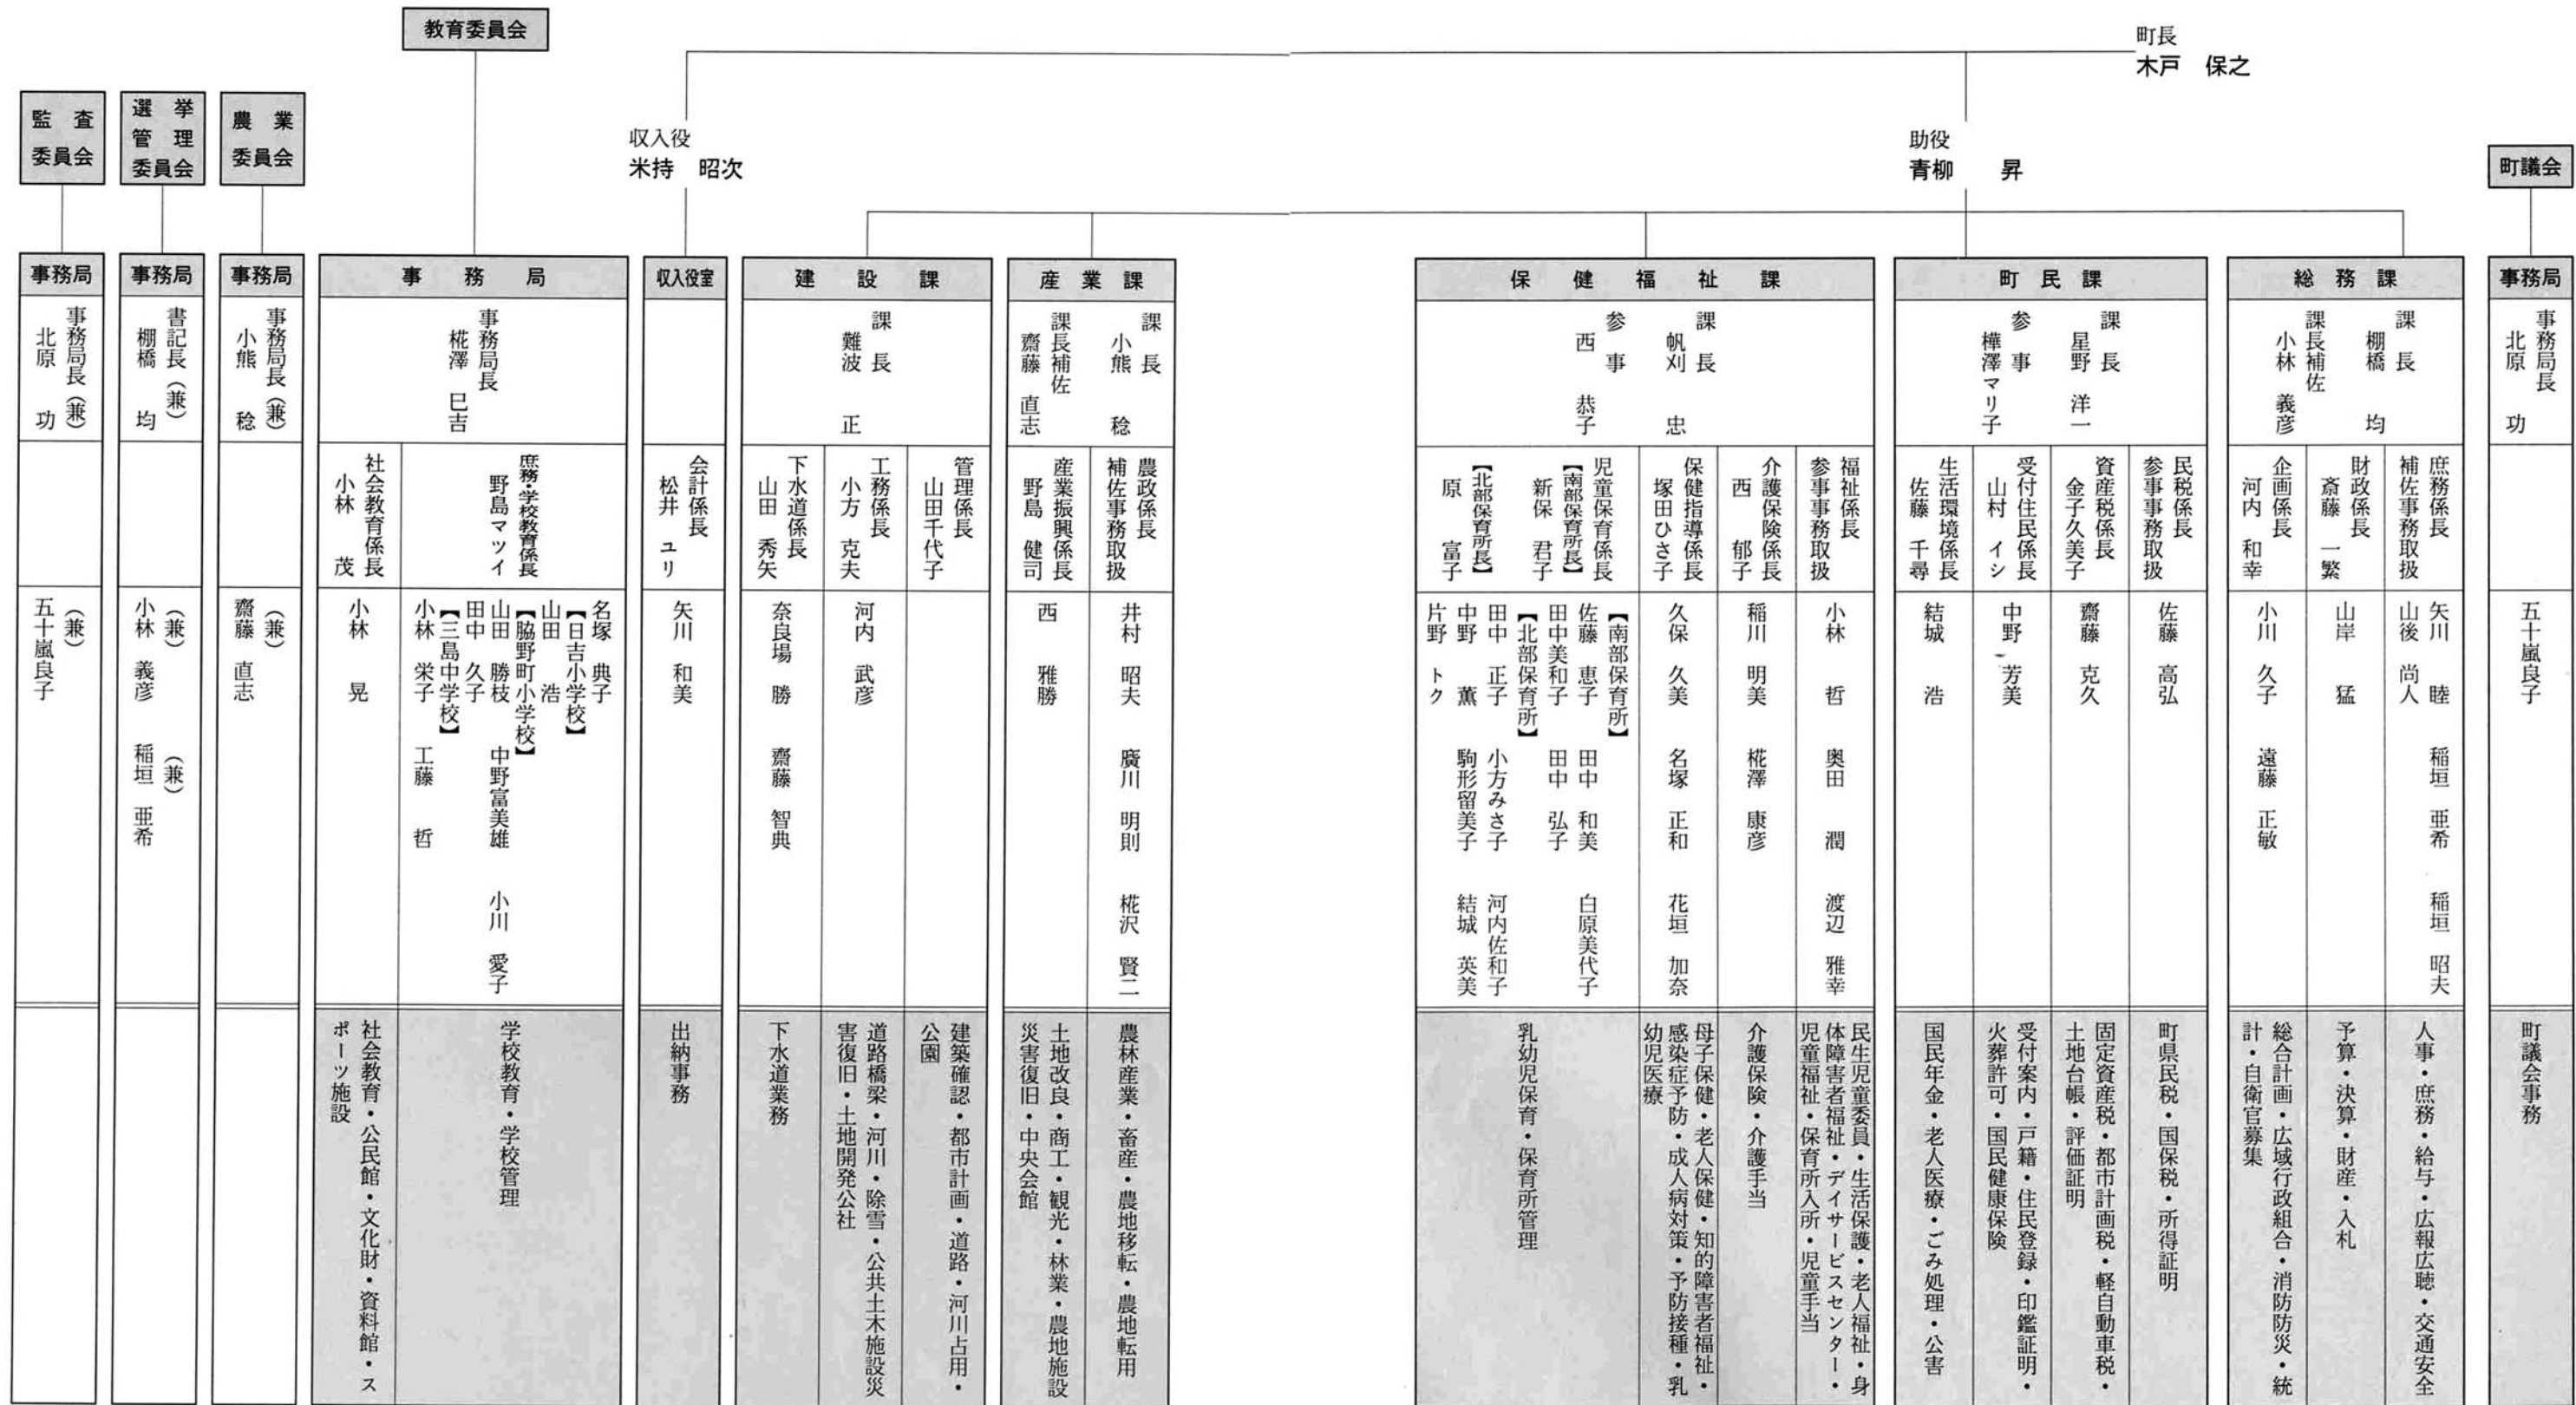 町長
木戸 保之
助役
青柳 昇
収入役
米持 昭次
町議会
事務局
事務局長
北原 功
五十嵐良子
町議会事務
総務課
課長
棚橋 均
課長補佐
小林 義彦
庶務係長
補佐事務取扱
矢川 睦 稲垣 亜希 稲垣 昭夫
山後 尚人
人事・庶務・給与・広報広聴・交通安全
財政係長
斎藤 一繁
山岸 猛
予算・決算・財産・入札
企画係長
河内 和幸
小川 久子 遠藤 正敏
総合計画・広域行政組合・消防防災・統
計・自衛官募集
町民課
課長
星野 洋一
参事
樺澤マリ子
民税係長
参事事務取扱
佐藤 高弘
町県民税・国保税・所得証明
資産税係長
金子久美子
齋藤 克久
固定資産税・都市計画税・軽自動車税・
土地台帳・評価証明
受付住民係長
山村 イシ
中野 芳美
受付案内・戸籍・住民登録・印鑑証明・
火葬許可・国民健康保険
生活環境係長
佐藤 千尋
結城 浩
国民年金・老人医療・ごみ処理・公害
保健福祉課
課長
帆刈 忠
参事
西 恭子
福祉係長
参事事務取扱
小林 哲 奥田 潤 渡辺 雅幸
民生児童委員・生活保護・老人福祉・身
体障害者福祉・デイサービスセンター・
児童福祉・保育所入所・児童手当
介護保険係長
西 郁子
稲川 明美 椛澤 康彦
介護保険・介護手当
保健指導係長
塚田ひさ子
久保 久美 名塚 正和 花垣 加奈
母子保健・老人保健・知的障害者福祉・
感染症予防・成人病対策・予防接種・乳
幼児医療
児童保育係長
【南部保育所長】
新保 君子
【北部保育所長】
原 富子
【南部保育所】
佐藤 恵子 田中 和美 白原美代子
田中美和子 田中 弘子
【北部保育所】
田中 正子 小方みさ子 河内佐和子
中野 薫 駒形留美子 結城 英美
片野 トク
乳幼児保育・保育所管理
産業課
課長
小熊 稔
課長補佐
齋藤 直志
農政係長
補佐事務取扱
井村 昭夫 廣川 明則 椛沢 賢二
農林産業・畜産・農地移転・農地転用
産業振興係長
野島 健司
西 雅勝
土地改良・商工・観光・林業・農地施設
災害復旧・中央会館
建設課
課長
難波 正
管理係長
山田千代子
建築確認・都市計画・道路・河川占用・
公園
工務係長
小方 克夫
河内 武彦
道路橋梁・河川・除雪・公共土木施設災
害復旧・土地開発公社
下水道係長
山田 秀矢
奈良場 勝 齋藤 智典
下水道業務
収入役室
会計係長
松井 ユリ
矢川 和美
出納事務
教育委員会
事務局
事務局長
椛澤 巳吉
庶務・学校教育係長
野島マツイ
名塚 典子
【日吉小学校】
山田 浩
【脇野町小学校】
山田 勝枝 中野富美雄 小川 愛子
田中 久子
【三島中学校】
小林 栄子 工藤 哲
学校教育・学校管理
社会教育係長
小林 茂
小林 晃
社会教育・公民館・文化財・資料館・ス
ポーツ施設
農業
委員会
事務局
事務局長（兼）
小熊 稔
（兼）
齋藤 直志
選挙
管理
委員会
事務局
書記長（兼）
棚橋 均
（兼） （兼）
小林 義彦 稲垣 亜希
監査
委員会
事務局
事務局長（兼）
北原 功
（兼）
五十嵐良子